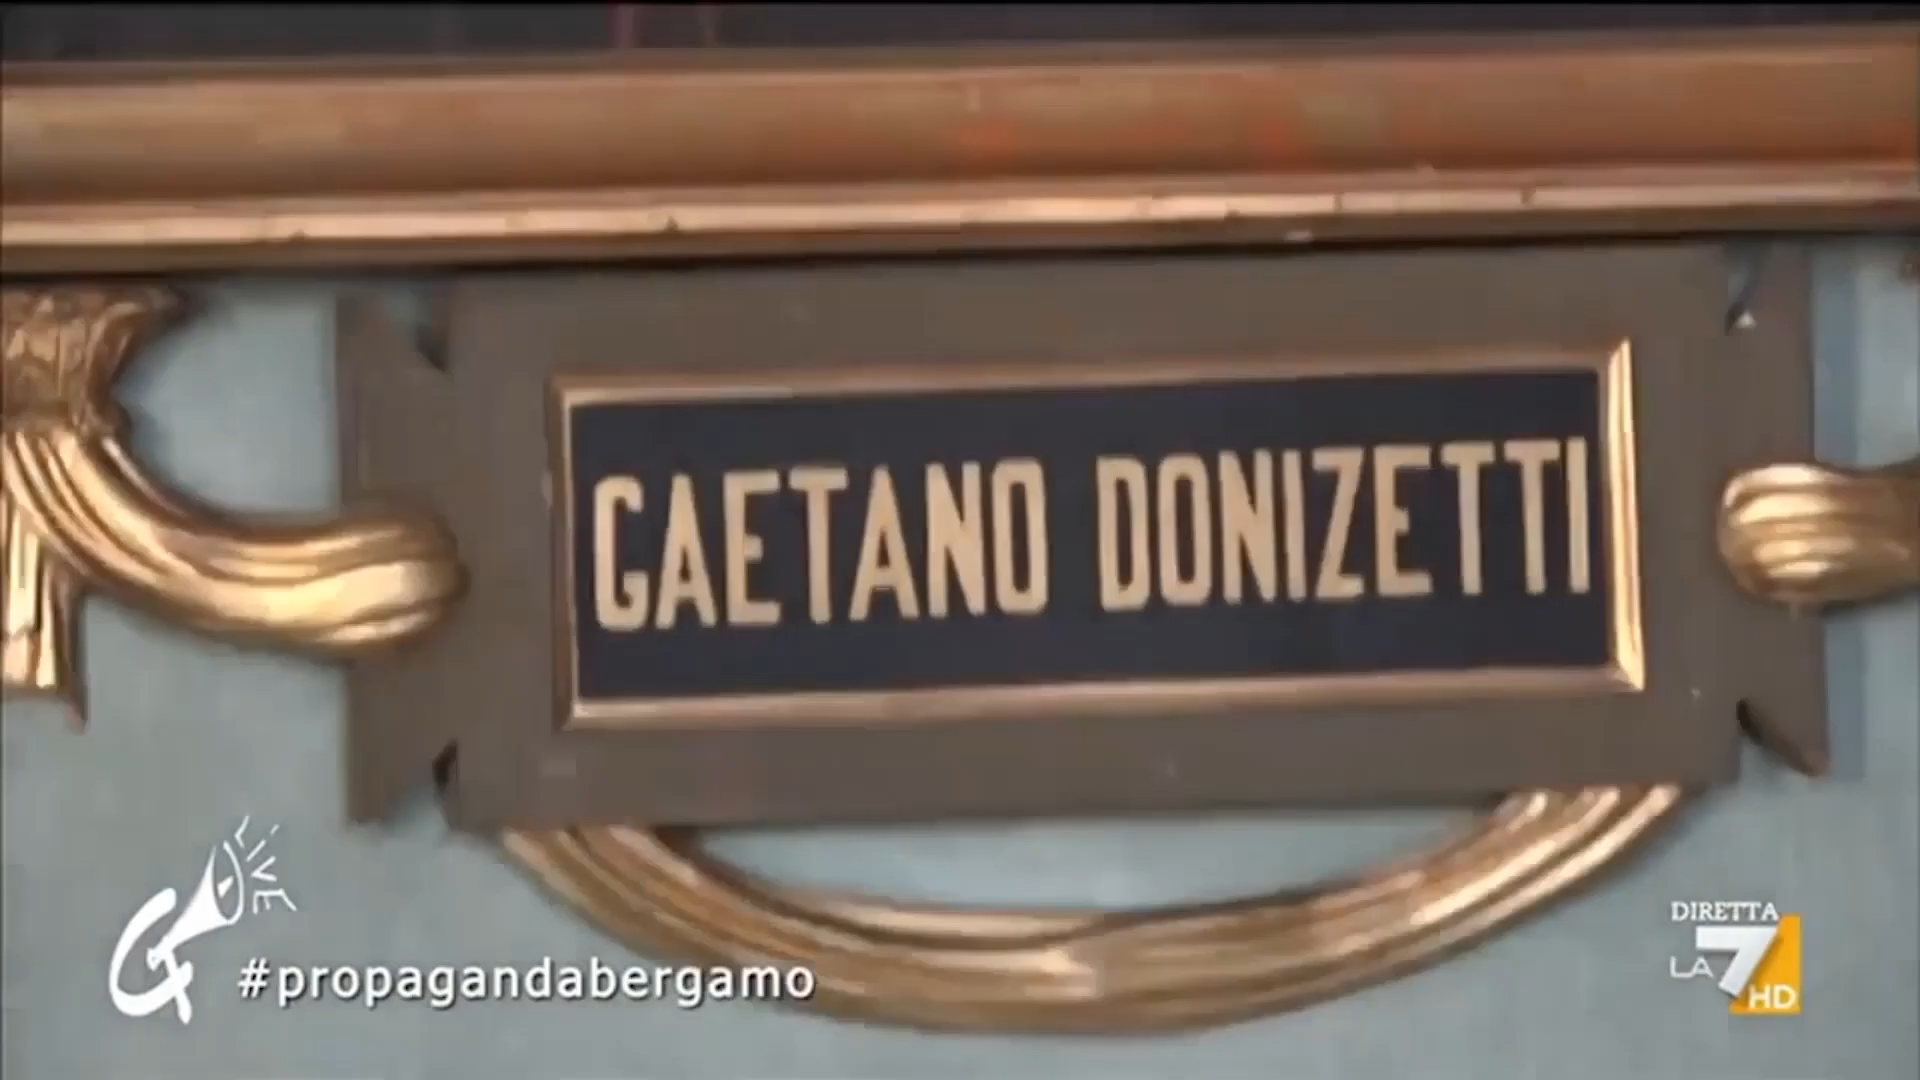 GAETANO DONIZETTI
LIVE
#propagandabergamo
DIRETTA
LA7
HD